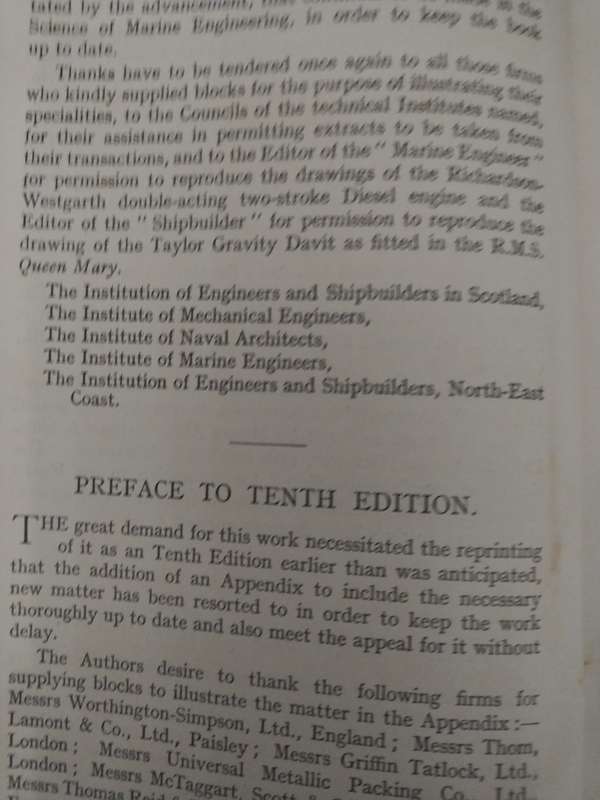 tated by the advancement,
Science of Marine Engineering, in order to keep the book
up to date.
Thanks have to be tendered once again to all those firms
who kindly supplied blocks for the purpose of illustrating their
specialities, to the Councils of the technical Institutes named,
for their assistance in permitting extracts to be taken from
their transactions, and to the Editor of the " Marine Engineer "
for permission to reproduce the drawings of the Richardson-
Westgarth double-acting two-stroke Diesel engine and the
Editor of the " Shipbuilder " for permission to reproduce the
drawing of the Taylor Gravity Davit as fitted in the R.M.S.
Queen Mary.
The Institution of Engineers and Shipbuilders in Scotland,
The Institute of Mechanical Engineers,
The Institute of Naval Architects,
The Institute of Marine Engineers,
The Institution of Engineers and Shipbuilders, North-East
Coast.
PREFACE TO TENTH EDITION.
THE great demand for this work necessitated the reprinting
of it as an Tenth Edition earlier than was anticipated,
that the addition of an Appendix to include the necessary
new matter has been resorted to in order to keep the work
thoroughly up to date and also meet the appeal for it without
delay.
The Authors desire to thank the following firms for
supplying blocks to illustrate the matter in the Appendix :—
Messrs Worthington-Simpson, Ltd., England ; Messrs Thom,
Lamont & Co., Ltd., Paisley ; Messrs Griffin Tatlock, Ltd.,
London ; Messrs Universal Metallic Packing Co., Ltd.,
London ; Messrs McTaggart, Scott &
Messrs Thomas Reid